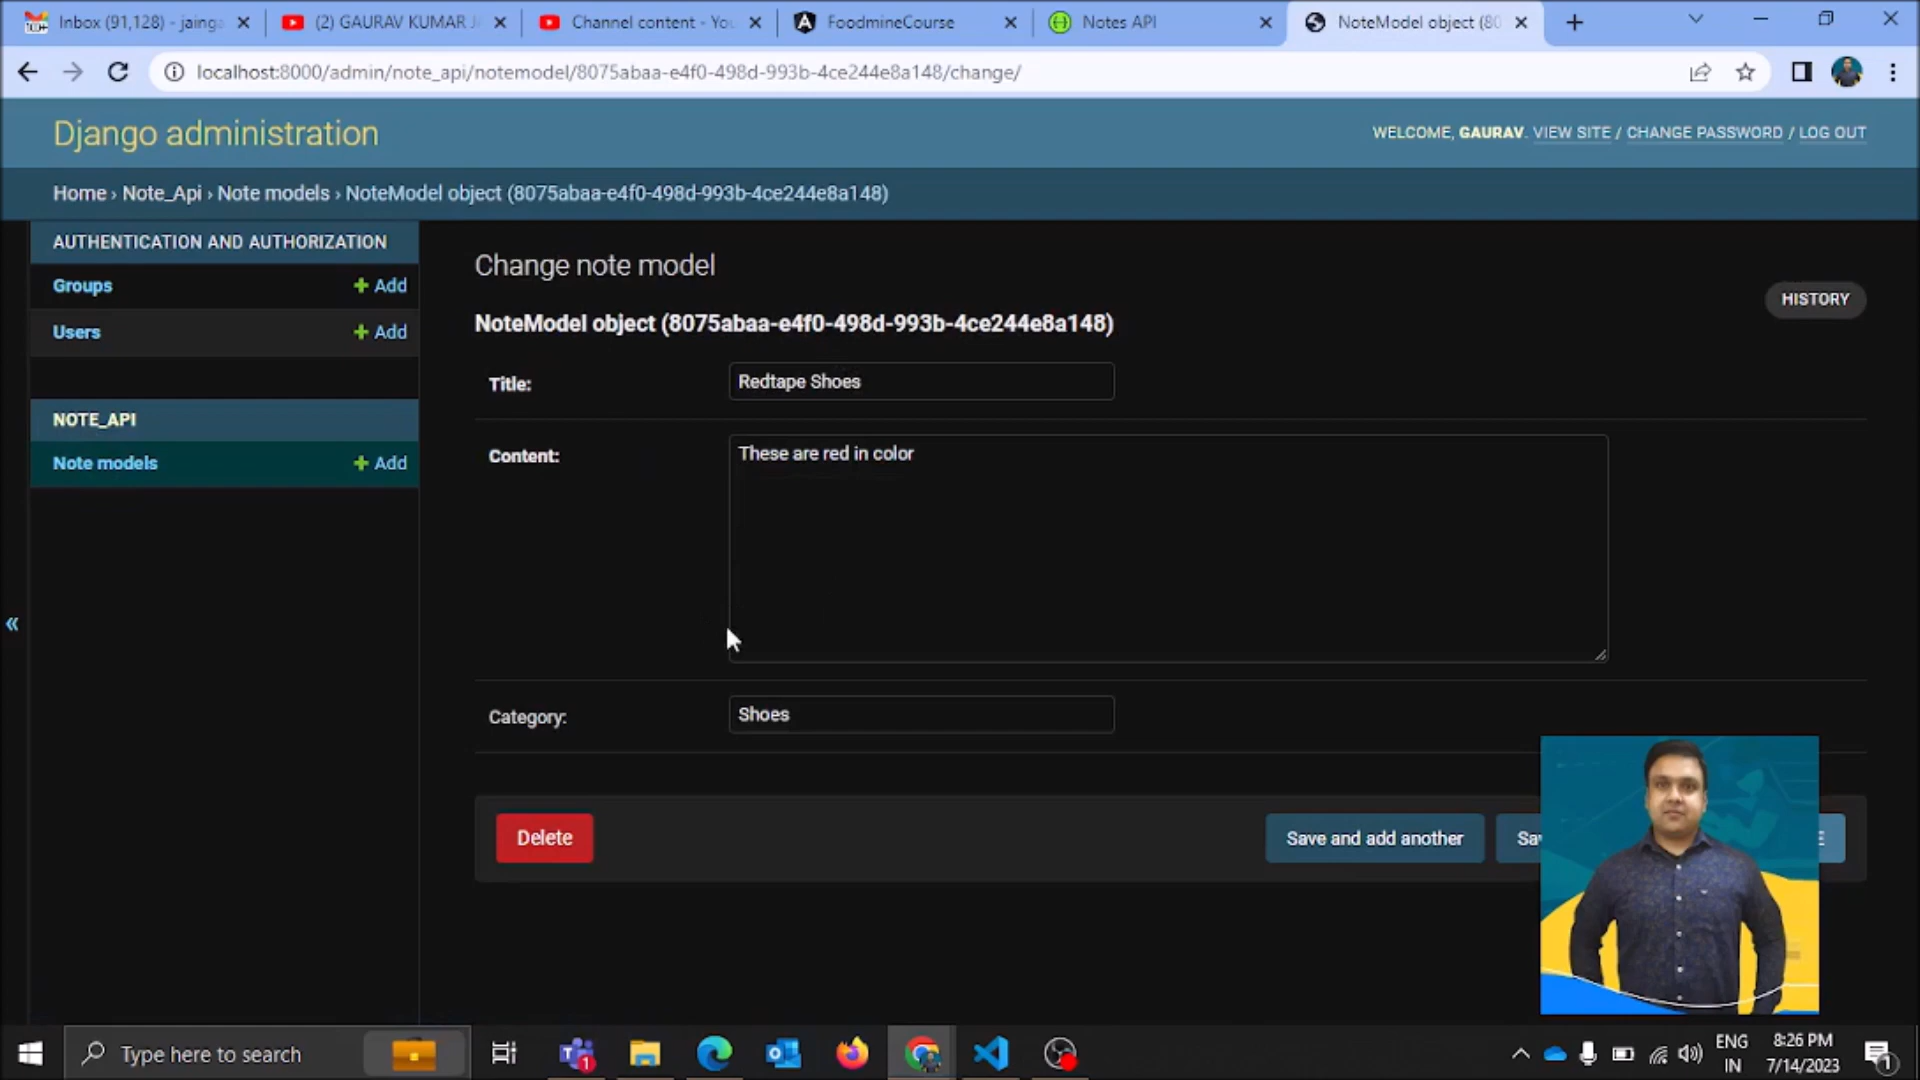 Inbox (91,128) - jainga
(2) GAURAV KUMAR J
Channel content - You
FoodmineCourse
Notes API
NoteModel object (80
localhost:8000/admin/note_api/notemodel/8075abaa-e4f0-498d-993b-4ce244e8a148/change/
Django administration
WELCOME, GAURAV. VIEW SITE / CHANGE PASSWORD / LOG OUT
Home › Note_Api › Note models › NoteModel object (8075abaa-e4f0-498d-993b-4ce244e8a148)
AUTHENTICATION AND AUTHORIZATION
Groups + Add
Users + Add
NOTE_API
Note models + Add
«
Change note model
HISTORY
NoteModel object (8075abaa-e4f0-498d-993b-4ce244e8a148)
Title: Redtape Shoes
Content: These are red in color
Category: Shoes
Delete
Save and add another
Sav
E
Type here to search
1
ENG
IN
8:26 PM
7/14/2023
1